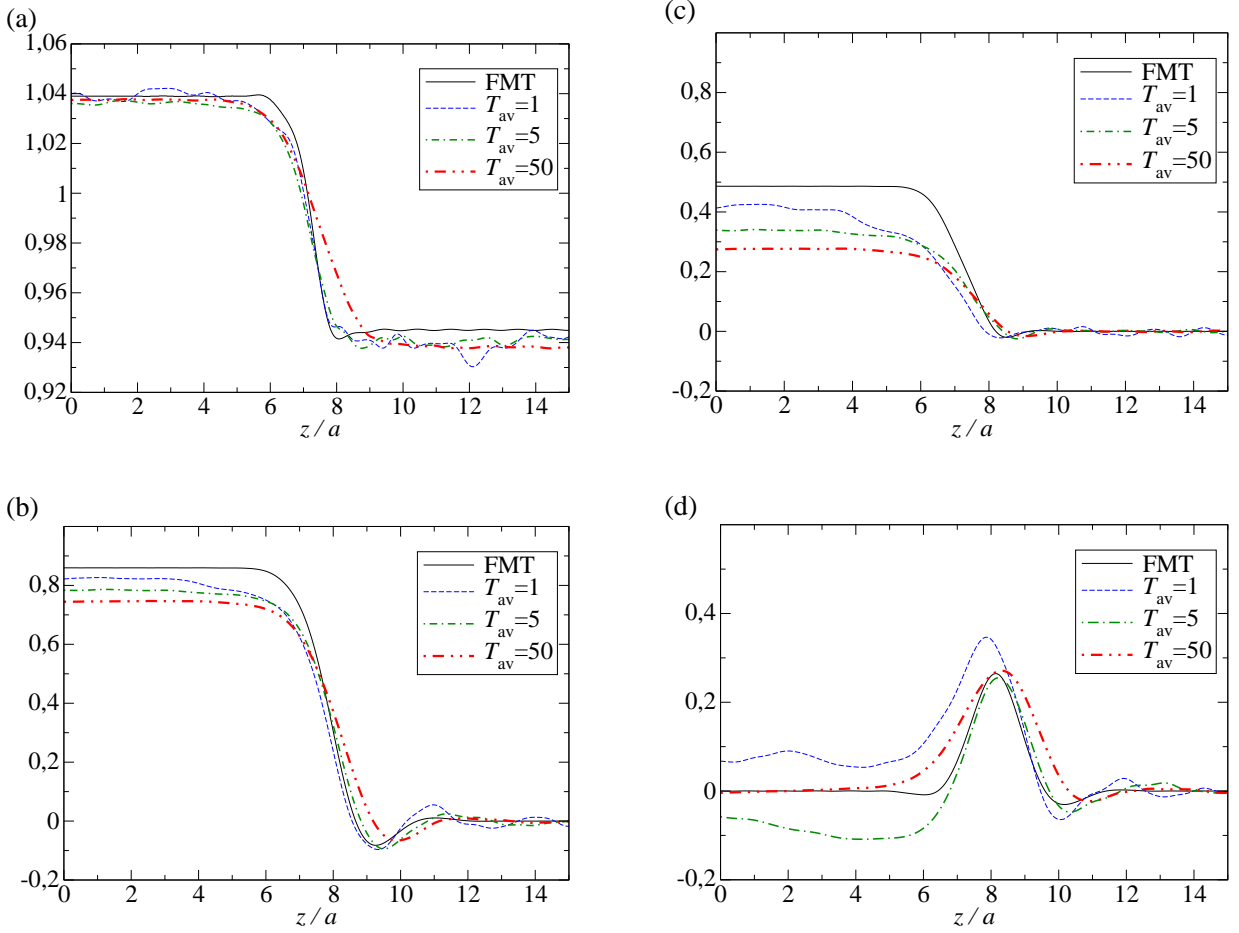 (a)
1,06
1,04
1,02
1
0,98
0,96
0,94
0,92
0 2 4 6 8 10 12 14
z / a
FMT
T_av=1
T_av=5
T_av=50
(c)
0,8
0,6
0,4
0,2
0
-0,2
0 2 4 6 8 10 12 14
z / a
FMT
T_av=1
T_av=5
T_av=50
(b)
0,8
0,6
0,4
0,2
0
-0,2
0 2 4 6 8 10 12 14
z / a
FMT
T_av=1
T_av=5
T_av=50
(d)
0,4
0,2
0
-0,2
0 2 4 6 8 10 12 14
z / a
FMT
T_av=1
T_av=5
T_av=50